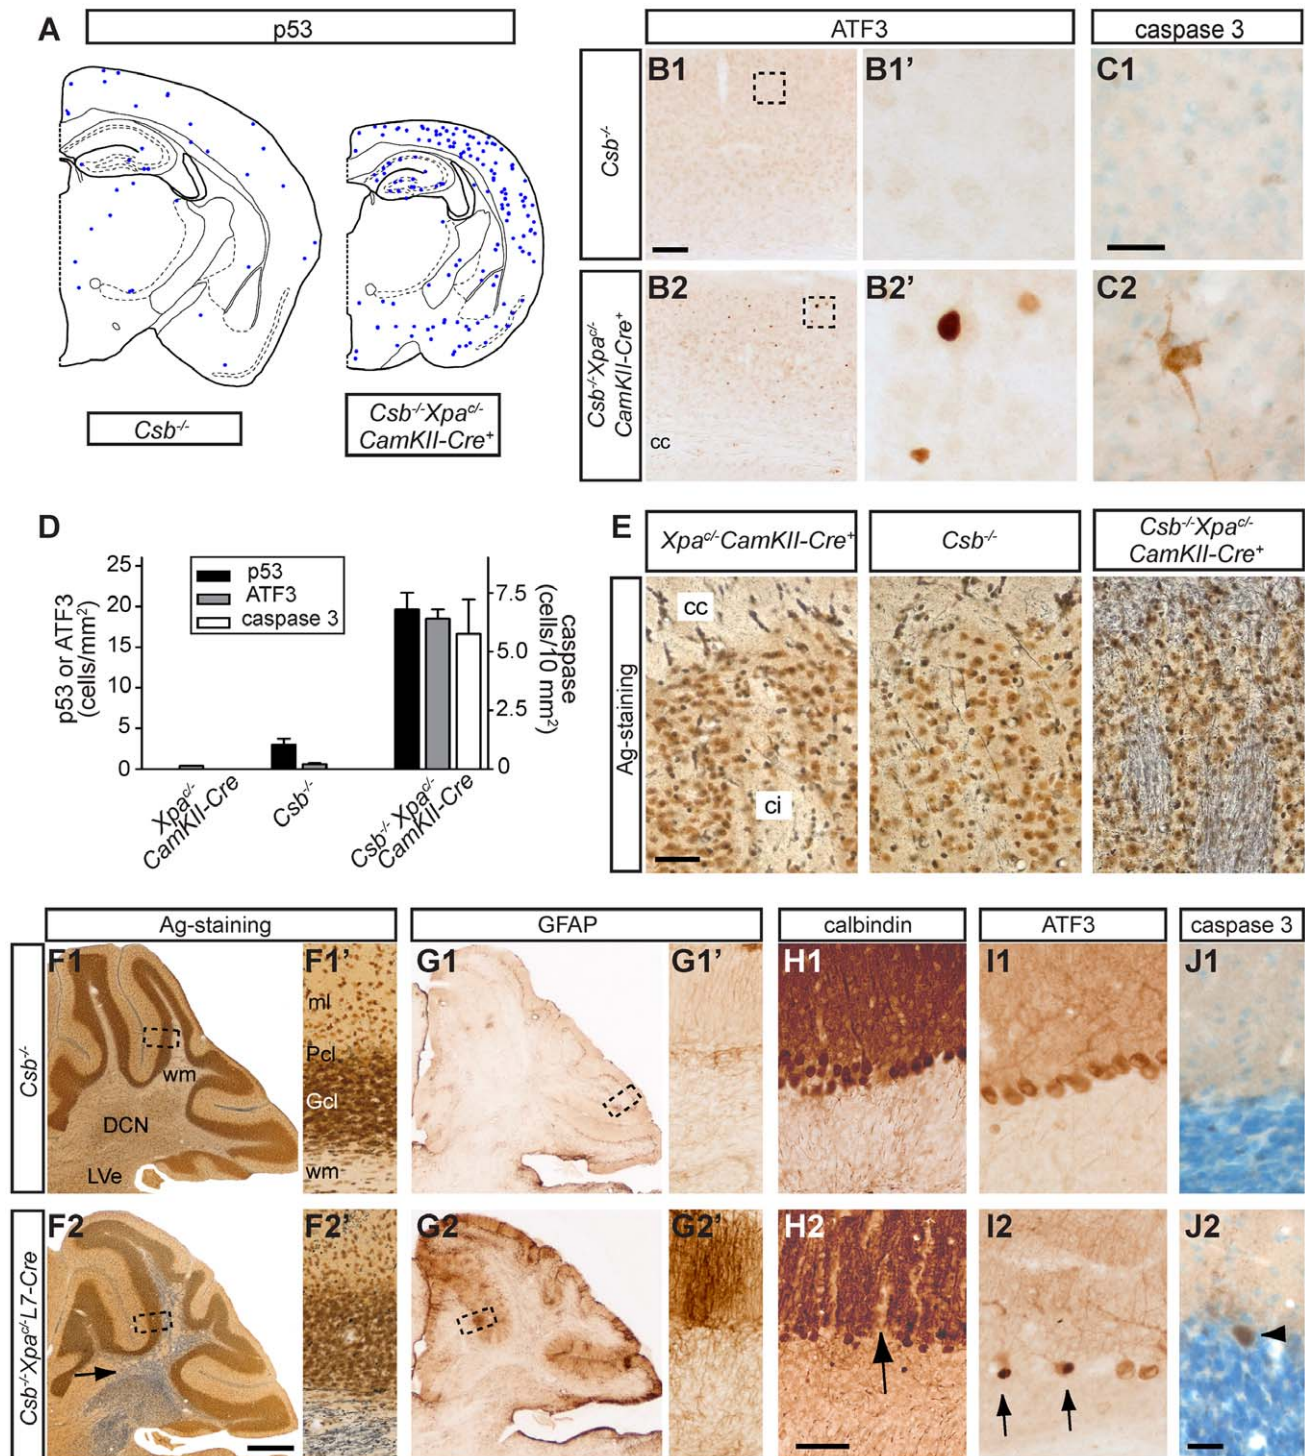 A
p53
Csb-/-
Csb-/-Xpac/-
CamKII-Cre+
ATF3
caspase 3
Csb-/-
Csb-/-Xpac/-
CamKII-Cre+
B1
B1’
C1
B2
cc
B2’
C2
D
25
20
15
10
5
0
p53 or ATF3
(cells/mm2)
p53
ATF3
caspase 3
7.5
5.0
2.5
0
caspase
(cells/10 mm2)
Xpac/-
CamKII-Cre
Csb-/-
Csb-/- Xpac/-
CamKII-Cre
E
Xpac/-CamKII-Cre+
Csb-/-
Csb-/-Xpac/-
CamKII-Cre+
Ag-staining
cc
ci
Ag-staining
GFAP
calbindin
ATF3
caspase 3
Csb-/-
F1
wm
DCN
LVe
F1’
ml
Pcl
Gcl
wm
G1
G1’
H1
I1
J1
Csb-/-Xpac/-L7-Cre
F2
F2’
G2
G2’
H2
I2
J2